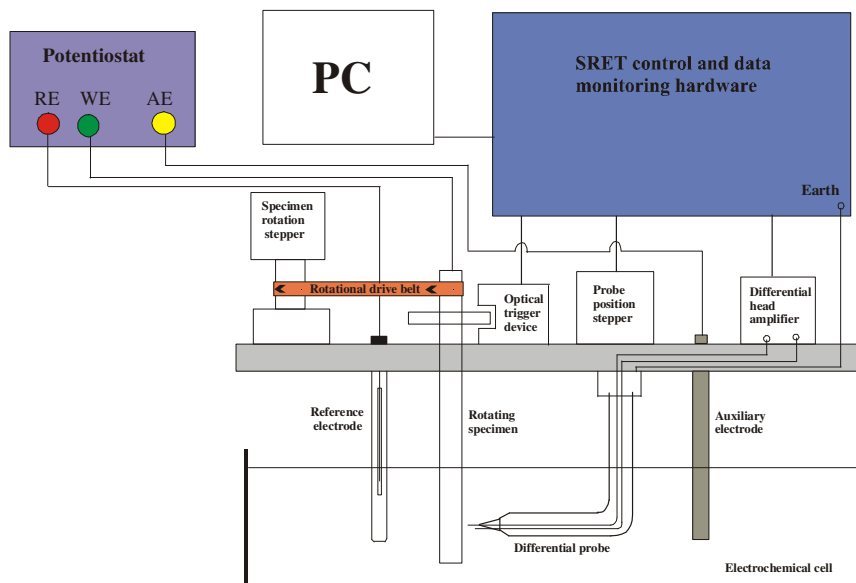 Potentiostat
RE WE AE
PC
SRET control and data
monitoring hardware
Earth
Specimen
rotation
stepper
Rotational drive belt
Optical
trigger
device
Probe
position
stepper
Differential
head
amplifier
Reference
electrode
Rotating
specimen
Auxiliary
electrode
Differential probe
Electrochemical cell